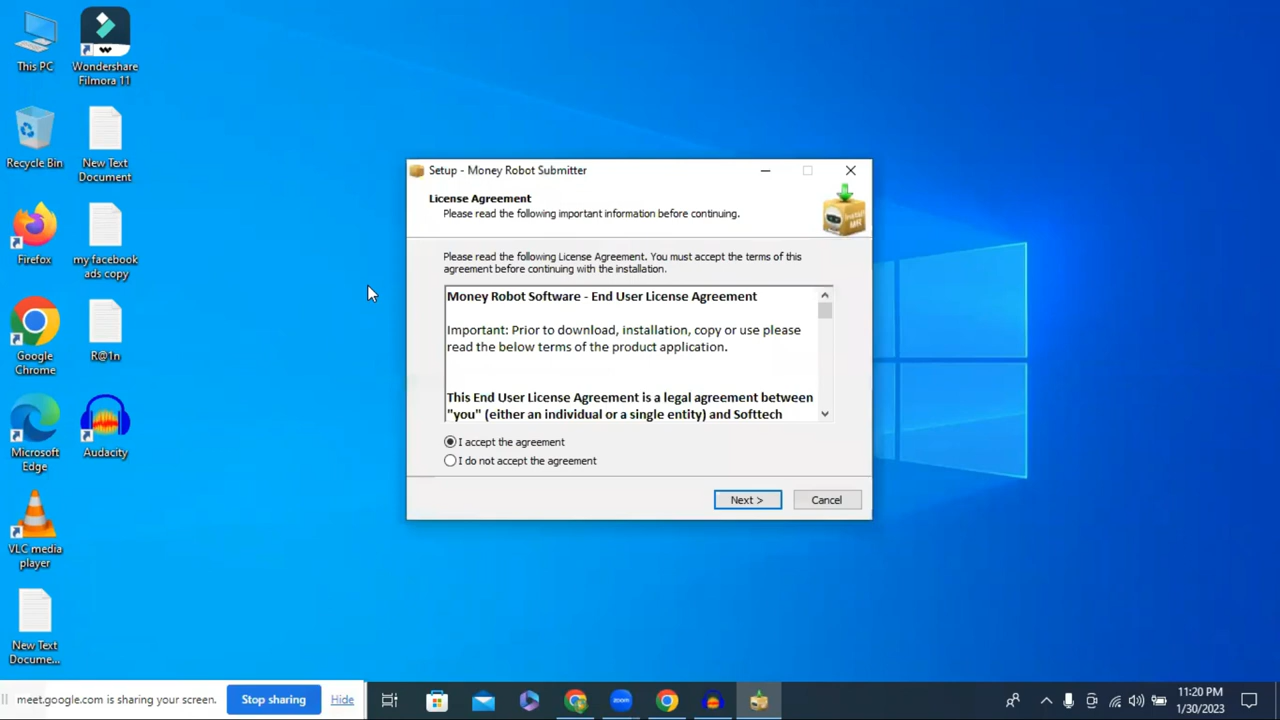 This PC
Wondershare
Filmora 11
Recycle Bin
New Text
Document
Firefox
my facebook
ads copy
Google
Chrome
R@1n
Microsoft
Edge
Audacity
VLC media
player
New Text
Docume...
Setup - Money Robot Submitter
License Agreement
Please read the following important information before continuing.
Install
MR
Please read the following License Agreement. You must accept the terms of this
agreement before continuing with the installation.
Money Robot Software - End User License Agreement
Important: Prior to download, installation, copy or use please
read the below terms of the product application.
This End User License Agreement is a legal agreement between
"you" (either an individual or a single entity) and Softtech
I accept the agreement
I do not accept the agreement
Next >
Cancel
meet.google.com is sharing your screen.
Stop sharing
Hide
zoom
11:20 PM
1/30/2023